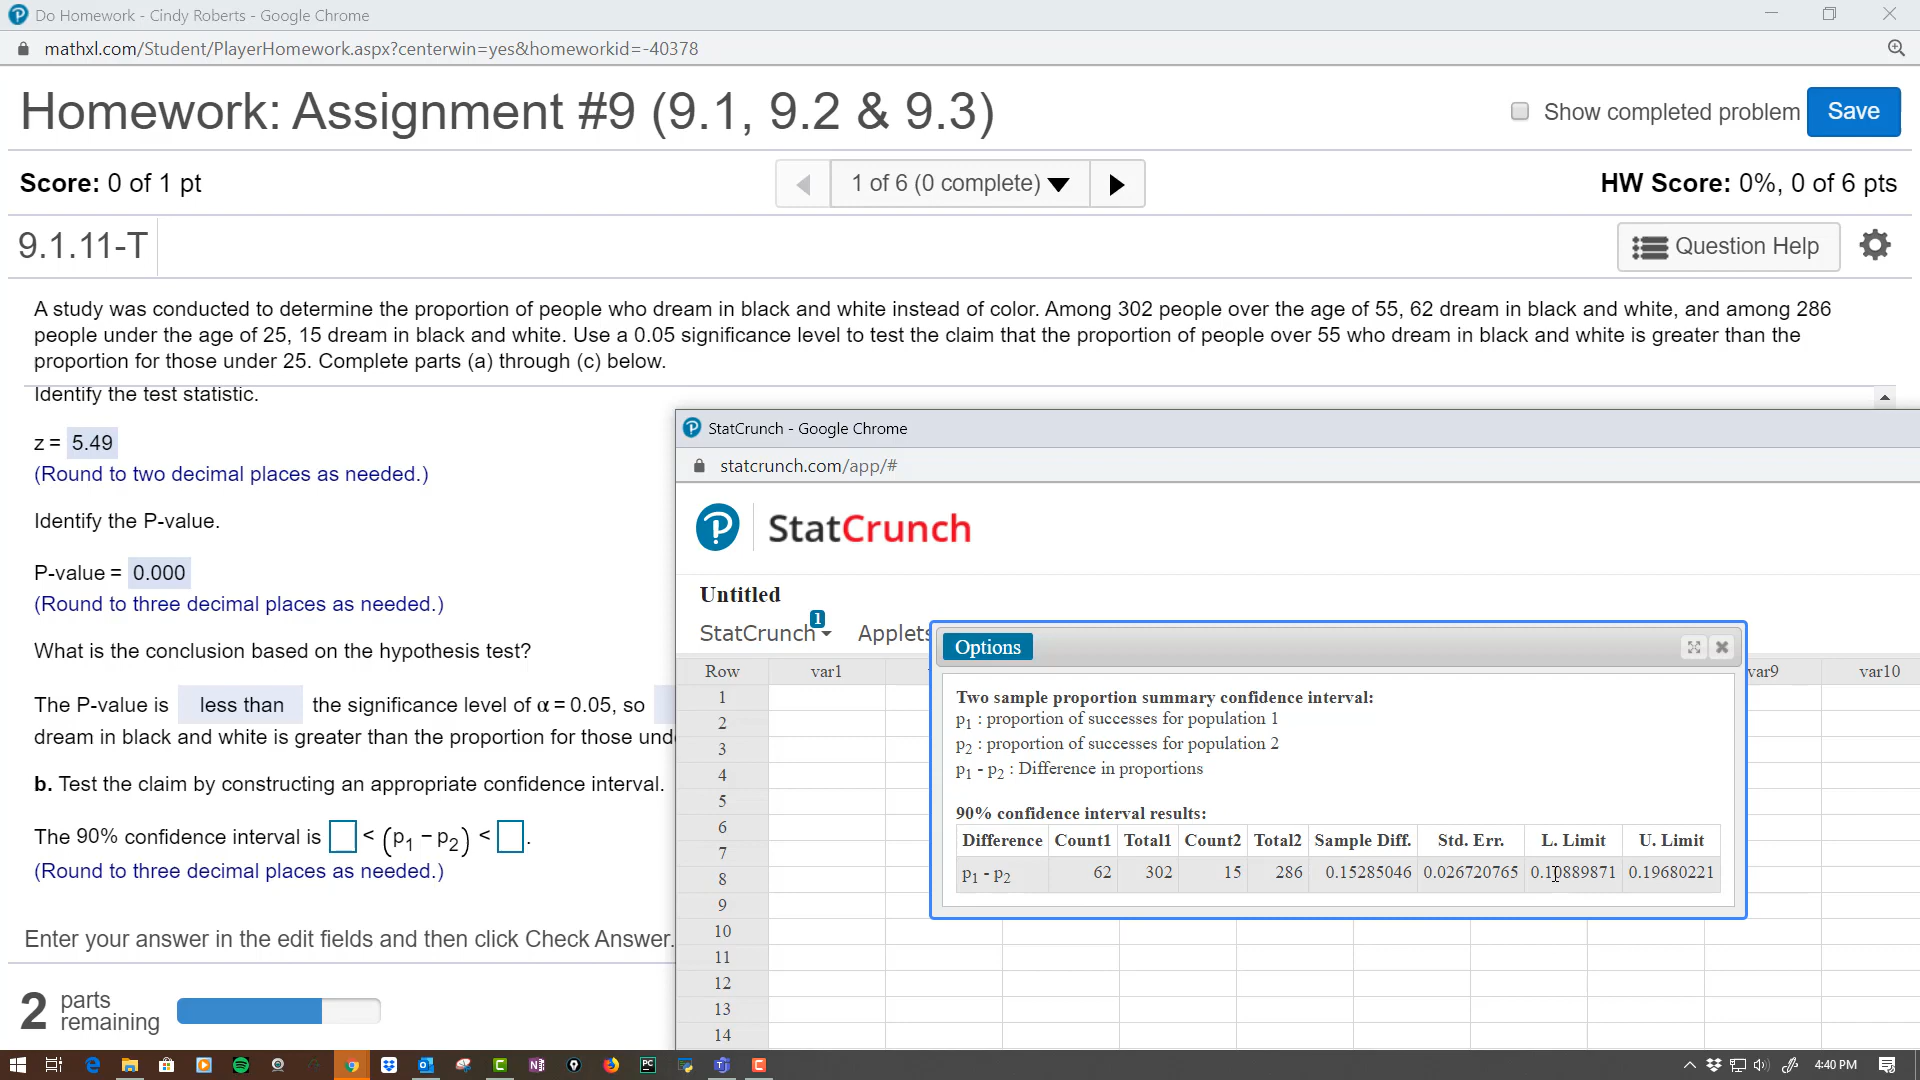 Do Homework - Cindy Roberts - Google Chrome
mathxl.com/Student/PlayerHomework.aspx?centerwin=yes&homeworkid=-40378
Homework: Assignment #9 (9.1, 9.2 & 9.3)
Show completed problem
Save
Score: 0 of 1 pt
1 of 6 (0 complete)
HW Score: 0%, 0 of 6 pts
9.1.11-T
Question Help
A study was conducted to determine the proportion of people who dream in black and white instead of color. Among 302 people over the age of 55, 62 dream in black and white, and among 286
people under the age of 25, 15 dream in black and white. Use a 0.05 significance level to test the claim that the proportion of people over 55 who dream in black and white is greater than the
proportion for those under 25. Complete parts (a) through (c) below.
Identify the test statistic.
z = 5.49
(Round to two decimal places as needed.)
Identify the P-value.
P-value = 0.000
(Round to three decimal places as needed.)
What is the conclusion based on the hypothesis test?
The P-value is less than the significance level of α = 0.05, so
dream in black and white is greater than the proportion for those
b. Test the claim by constructing an appropriate confidence interval.
The 90% confidence interval is < (p1 − p2) < .
(Round to three decimal places as needed.)
Enter your answer in the edit fields and then click Check Answer.
2 parts
remaining
StatCrunch - Google Chrome
statcrunch.com/app/#
StatCrunch
Untitled
StatCrunch 1 Applets
Row var1 var9 var10
1
2
3
4
5
6
7
8
9
10
11
12
13
14
Options
Two sample proportion summary confidence interval:
p1 : proportion of successes for population 1
p2 : proportion of successes for population 2
p1 - p2 : Difference in proportions
90% confidence interval results:
Difference Count1 Total1 Count2 Total2 Sample Diff. Std. Err. L. Limit U. Limit
p1 - p2 62 302 15 286 0.15285046 0.026720765 0.10889871 0.19680221
4:40 PM